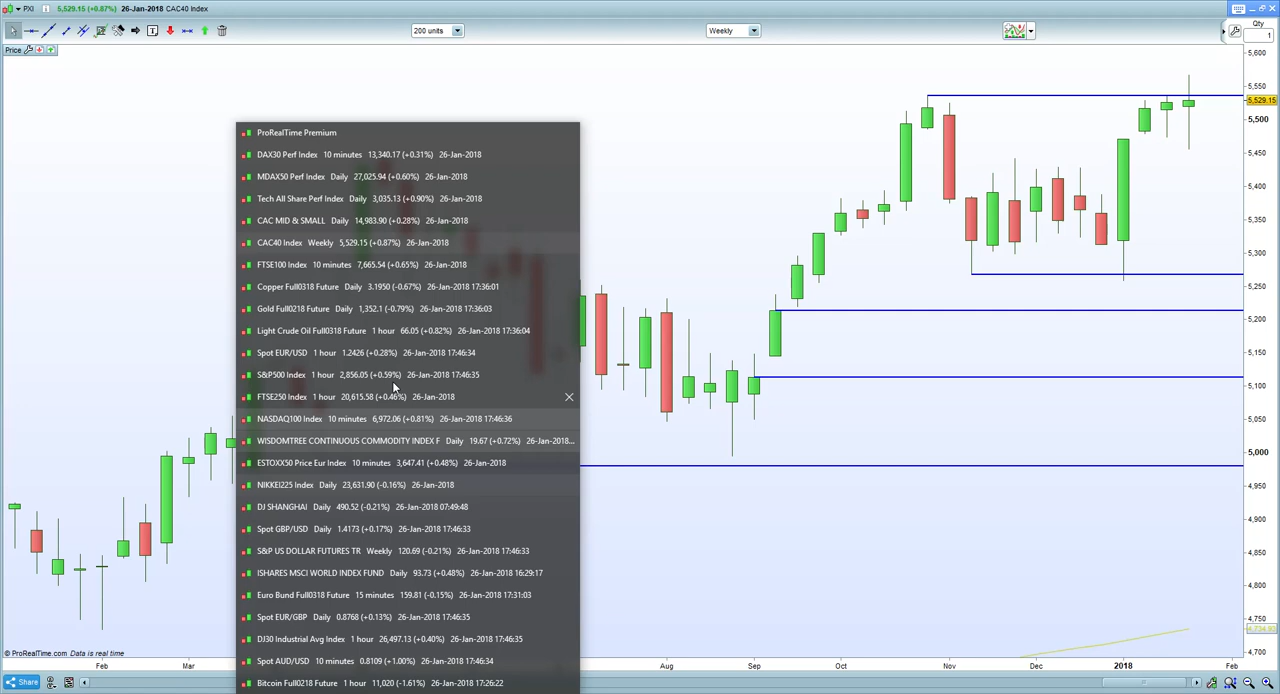 PXI 5,529.15 (+0.87%) 26-Jan-2018 CAC40 Index
200 units
Weekly
Qty
1
Price
5,600
5,550
5,529.15
5,500
5,450
5,400
5,350
5,300
5,250
5,200
5,150
5,100
5,050
5,000
4,950
4,900
4,850
4,800
4,750
4,734.93
4,700
ProRealTime Premium
DAX30 Perf Index 10 minutes 13,340.17 (+0.31%) 26-Jan-2018
MDAX50 Perf Index Daily 27,025.94 (+0.60%) 26-Jan-2018
Tech All Share Perf Index Daily 3,035.13 (+0.90%) 26-Jan-2018
CAC MID & SMALL Daily 14,983.90 (+0.28%) 26-Jan-2018
CAC40 Index Weekly 5,529.15 (+0.87%) 26-Jan-2018
FTSE100 Index 10 minutes 7,665.54 (+0.65%) 26-Jan-2018
Copper Full0318 Future Daily 3.1950 (-0.67%) 26-Jan-2018 17:36:01
Gold Full0218 Future Daily 1,352.1 (-0.79%) 26-Jan-2018 17:36:03
Light Crude Oil Full0318 Future 1 hour 66.05 (+0.82%) 26-Jan-2018 17:36:04
Spot EUR/USD 1 hour 1.2426 (+0.28%) 26-Jan-2018 17:46:34
S&P500 Index 1 hour 2,856.05 (+0.59%) 26-Jan-2018 17:46:35
FTSE250 Index 1 hour 20,615.58 (+0.46%) 26-Jan-2018
NASDAQ100 Index 10 minutes 6,972.06 (+0.81%) 26-Jan-2018 17:46:36
WISDOMTREE CONTINUOUS COMMODITY INDEX F Daily 19.67 (+0.72%) 26-Jan-2018...
ESTOXX50 Price Eur Index 10 minutes 3,647.41 (+0.48%) 26-Jan-2018
NIKKEI225 Index Daily 23,631.90 (-0.16%) 26-Jan-2018
DJ SHANGHAI Daily 490.52 (-0.21%) 26-Jan-2018 07:49:48
Spot GBP/USD Daily 1.4173 (+0.17%) 26-Jan-2018 17:46:33
S&P US DOLLAR FUTURES TR Weekly 120.69 (-0.21%) 26-Jan-2018 17:46:33
ISHARES MSCI WORLD INDEX FUND Daily 93.73 (+0.48%) 26-Jan-2018 16:29:17
Euro Bund Full0318 Future 15 minutes 159.81 (-0.15%) 26-Jan-2018 17:31:03
Spot EUR/GBP Daily 0.8768 (+0.13%) 26-Jan-2018 17:46:35
DJ30 Industrial Avg Index 1 hour 26,497.13 (+0.40%) 26-Jan-2018 17:46:35
Spot AUD/USD 10 minutes 0.8109 (+1.00%) 26-Jan-2018 17:46:34
Bitcoin Full0218 Future 1 hour 11,020 (-1.61%) 26-Jan-2018 17:26:22
© ProRealTime.com Data is real time
Feb Mar Aug Sep Oct Nov Dec 2018 Feb
Share